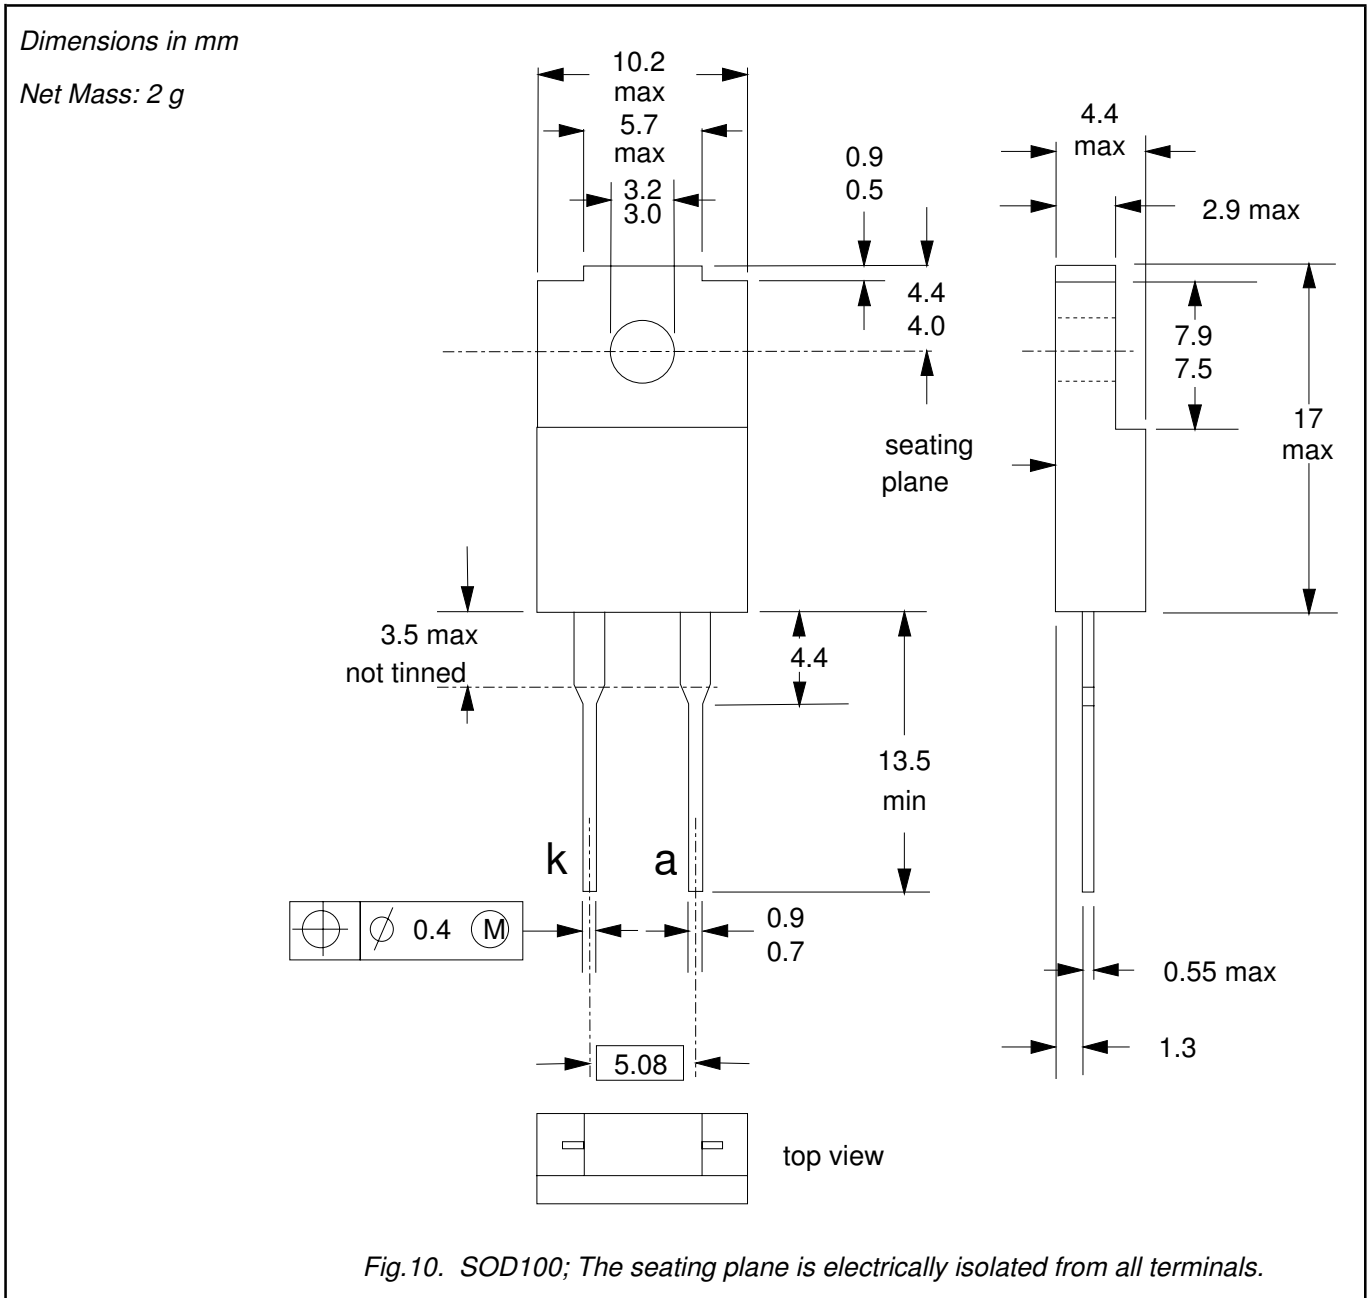 Dimensions in mm
Net Mass: 2 g
10.2
max
5.7
max
3.2
3.0
0.9
0.5
4.4
4.0
4.4
max
2.9 max
7.9
7.5
17
max
seating
plane
3.5 max
not tinned
4.4
13.5
min
k
a
⌖ ⌀ 0.4 Ⓜ
0.9
0.7
0.55 max
5.08
1.3
top view
Fig.10. SOD100; The seating plane is electrically isolated from all terminals.